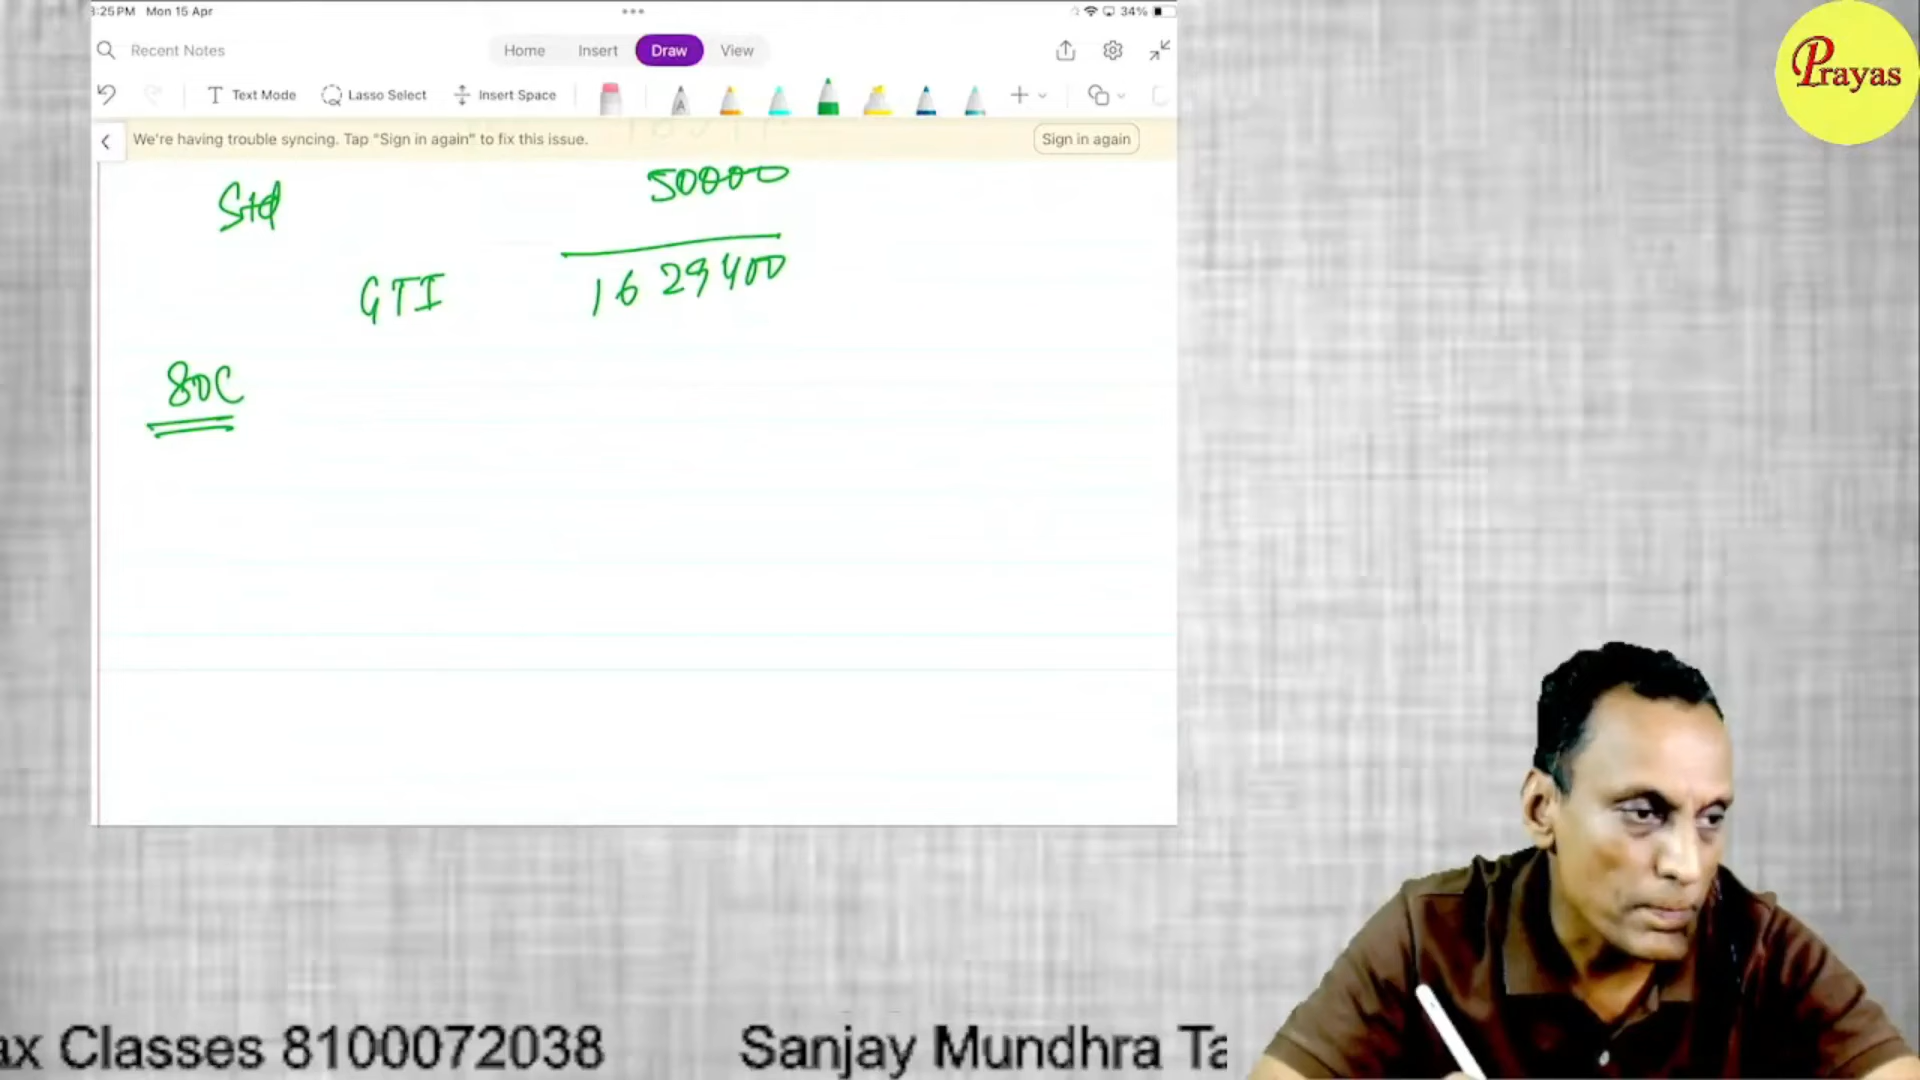 :25 PM Mon 15 Apr
34%
Recent Notes
Home Insert Draw View
Text Mode Lasso Select Insert Space
We're having trouble syncing. Tap "Sign in again" to fix this issue.
Sign in again
Prayas
Std 50000
GTI 1629400
80C
ax Classes 8100072038 Sanjay Mundhra Ta